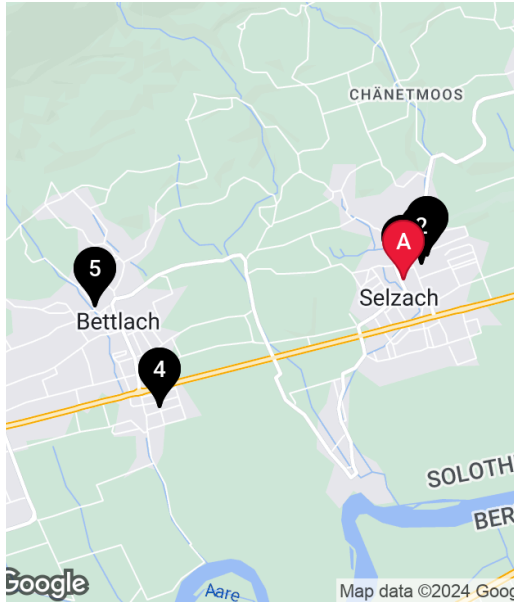 CHÄNETMOOS
2
A
5
Selzach
Bettlach
4
SOLOTH
BER
Google
Aare
Map data ©2024 Goog